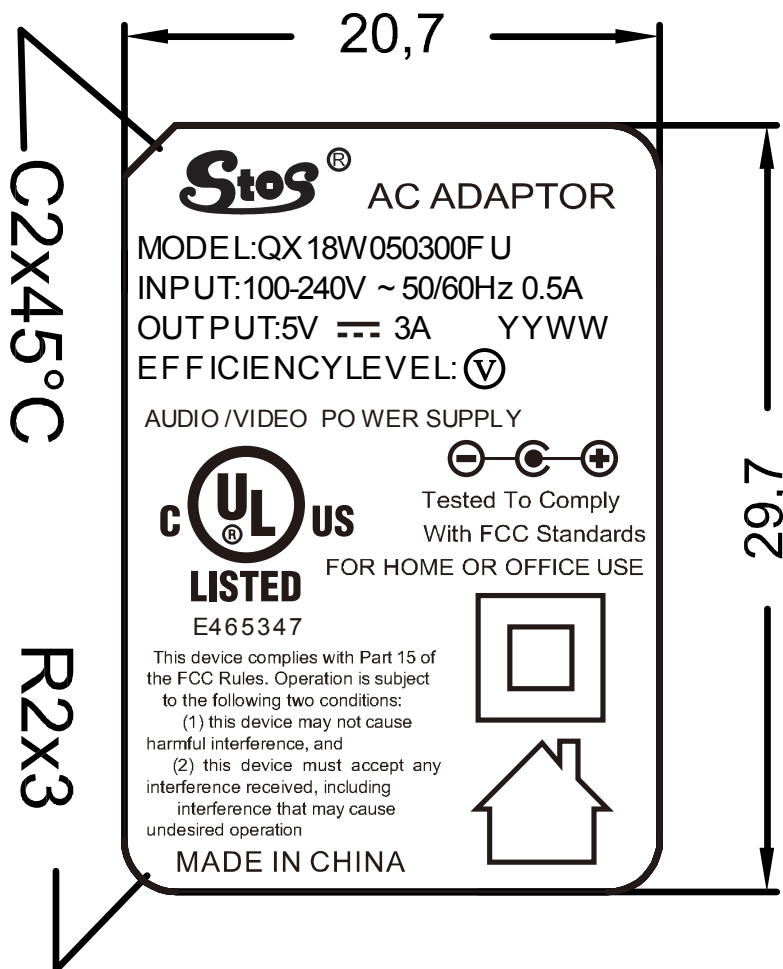 20,7
Stos ®
AC ADAPTOR
MODEL:QX18W050300FU
INPUT:100-240V ~ 50/60Hz 0.5A
OUTPUT:5V ⎓ 3A YYWW
EFFICIENCYLEVEL: Ⓥ
AUDIO/VIDEO POWER SUPPLY
C UL ® US
LISTED
E465347
Tested To Comply
With FCC Standards
FOR HOME OR OFFICE USE
This device complies with Part 15 of
the FCC Rules. Operation is subject
to the following two conditions:
(1) this device may not cause
harmful interference, and
(2) this device must accept any
interference received, including
interference that may cause
undesired operation
MADE IN CHINA
C2x45°C
R2x3
29,7